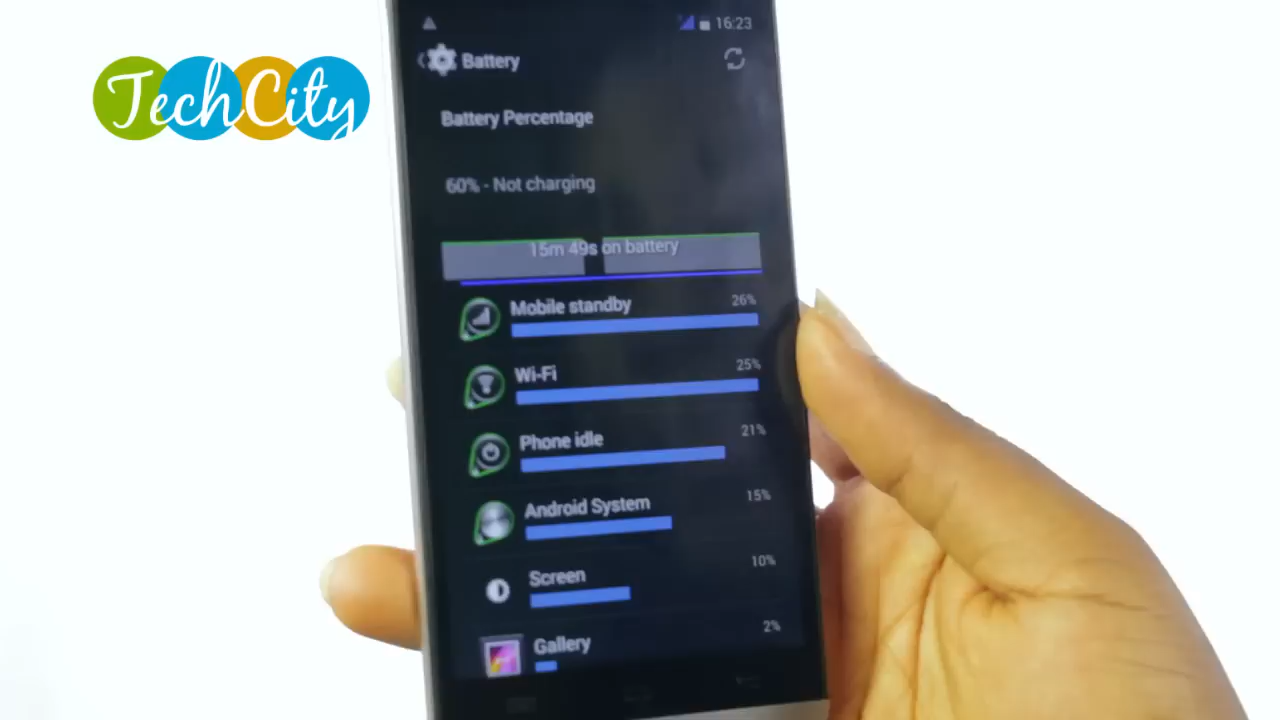 TechCity
16:23
Battery
Battery Percentage
60% - Not charging
15m 49s on battery
Mobile standby 26%
Wi-Fi 25%
Phone idle 21%
Android System 15%
Screen 10%
Gallery 2%